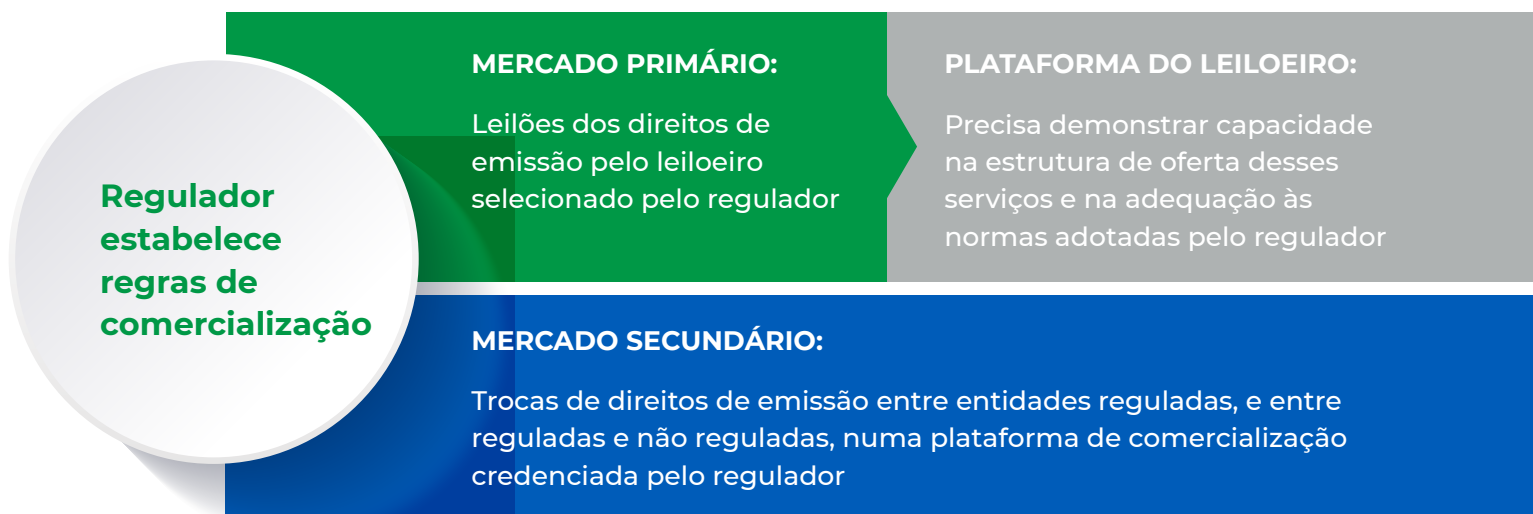 Regulador
estabelece
regras de
comercialização
MERCADO PRIMÁRIO:
Leilões dos direitos de
emissão pelo leiloeiro
selecionado pelo regulador
PLATAFORMA DO LEILOEIRO:
Precisa demonstrar capacidade
na estrutura de oferta desses
serviços e na adequação às
normas adotadas pelo regulador
MERCADO SECUNDÁRIO:
Trocas de direitos de emissão entre entidades reguladas, e entre
reguladas e não reguladas, numa plataforma de comercialização
credenciada pelo regulador